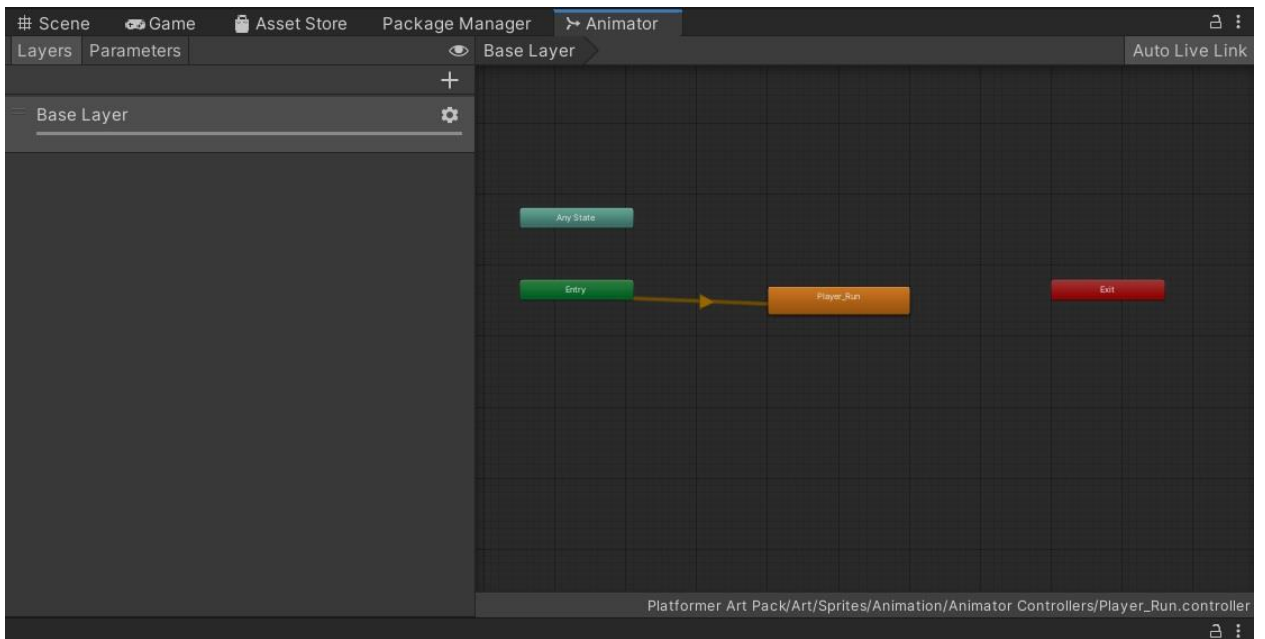 Scene Game Asset Store Package Manager Animator
Layers Parameters Base Layer Auto Live Link
Base Layer
Any State
Entry Player_Run Exit
Platformer Art Pack/Art/Sprites/Animation/Animator Controllers/Player_Run.controller